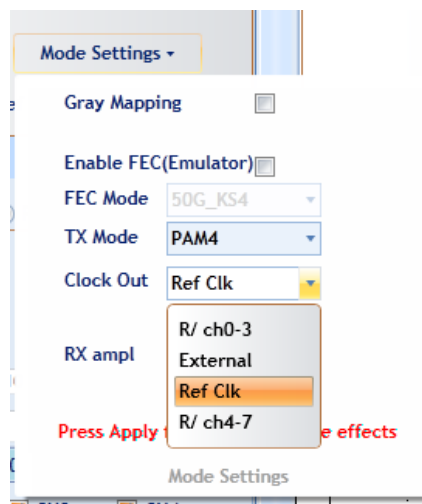 Mode Settings
Gray Mapping
Enable FEC(Emulator)
FEC Mode 50G_KS4
TX Mode PAM4
Clock Out Ref Clk
R/ ch0-3
RX ampl External
Ref Clk
R/ ch4-7
Press Apply e effects
Mode Settings